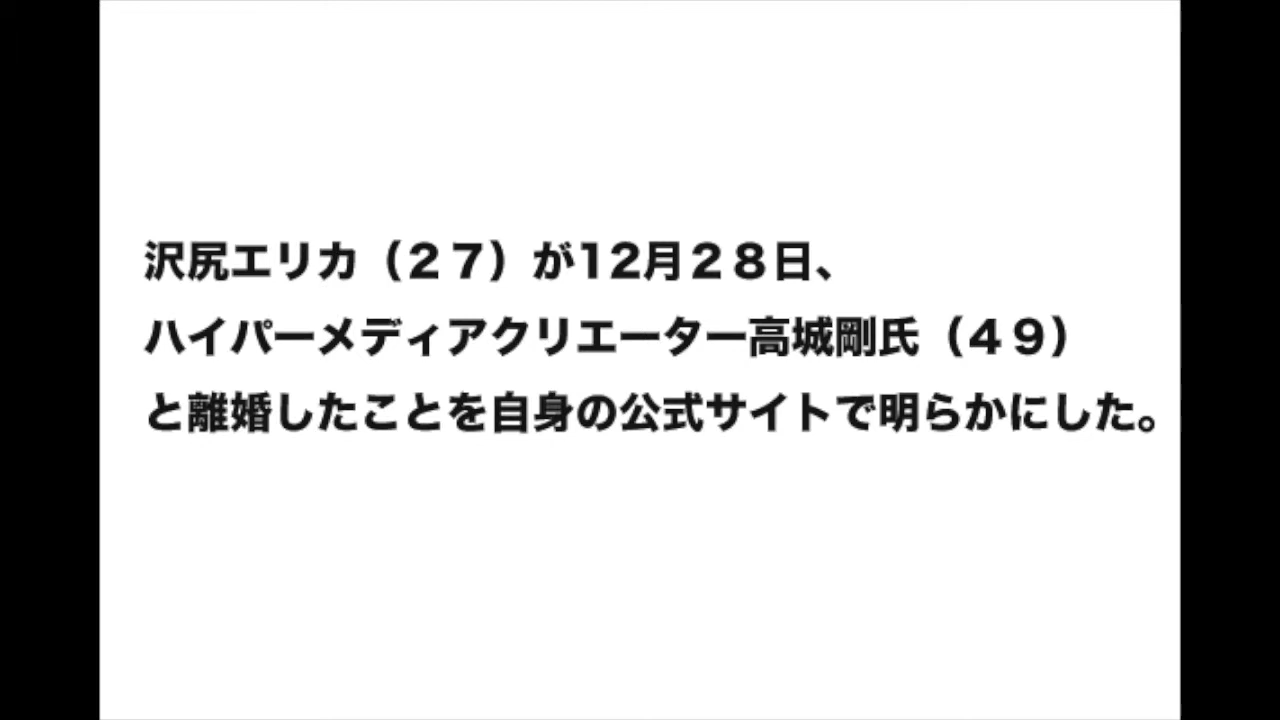 沢尻エリカ（２７）が12月２８日、
ハイパーメディアクリエーター高城剛氏（４９）
と離婚したことを自身の公式サイトで明らかにした。